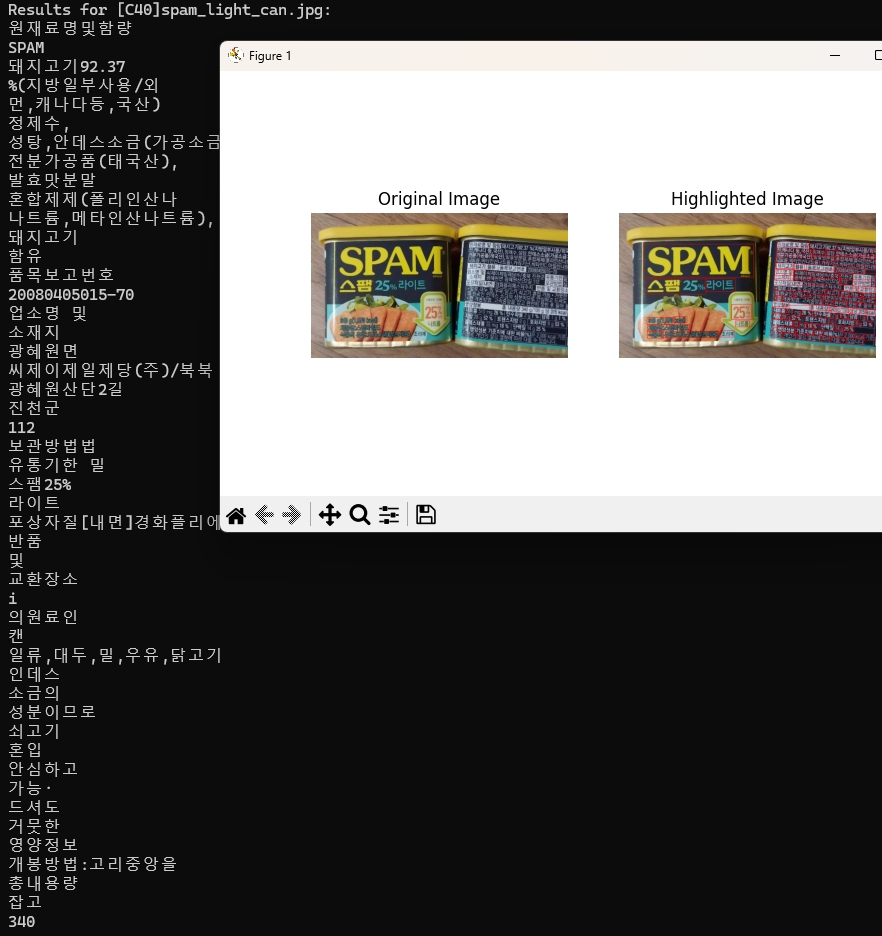 Results for [C40]spam_light_can.jpg:
원재료명및함량
SPAM
돼지고기92.37
%(지방일부사용/외
먼,캐나다등,국산)
정제수,
성탕,안데스소금(가공소금
전분가공품(태국산),
발효맛분말
혼합제제(폴리인산나
나트륨,메타인산나트륨),
돼지고기
함유
품목보고번호
20080405015-70
업소명 및
소재지
광혜원면
씨제이제일제당(주)/북북
광혜원산단2길
진천군
112
보관방법법
유통기한 밀
스팸25%
라이트
포상자질[내면]경화플리에
반품
및
교환장소
i
의원료인
캔
일류,대두,밀,우유,닭고기
인데스
소금의
성분이므로
쇠고기
혼입
안심하고
가능·
드셔도
거뭇한
영양정보
개봉방법:고리중앙을
총내용량
잡고
340
Figure 1
Original Image
Highlighted Image
SPAM
스팸 25% 라이트
25%
SPAM
스팸 25% 라이트
25%